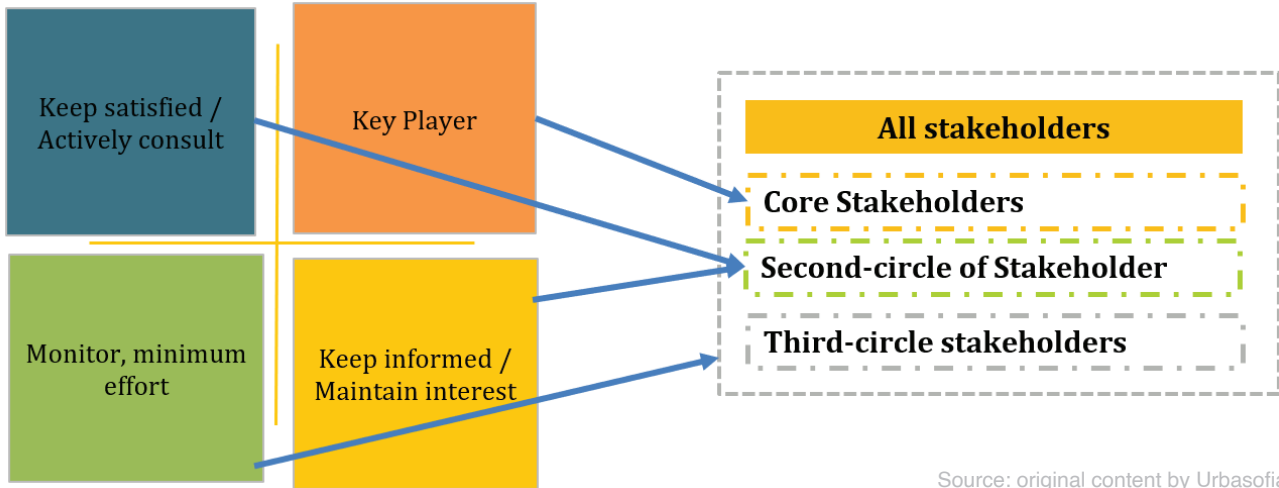 Keep satisfied /
Actively consult
Key Player
Monitor, minimum
effort
Keep informed /
Maintain interest
All stakeholders
Core Stakeholders
Second-circle of Stakeholder
Third-circle stakeholders
Source: original content by Urbasofia